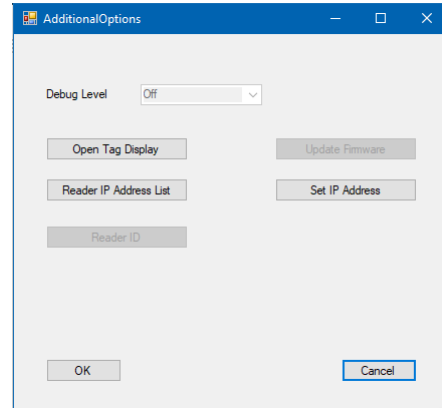 AdditionalOptions
Debug Level Off
Open Tag Display Update Firmware
Reader IP Address List Set IP Address
Reader ID
OK Cancel